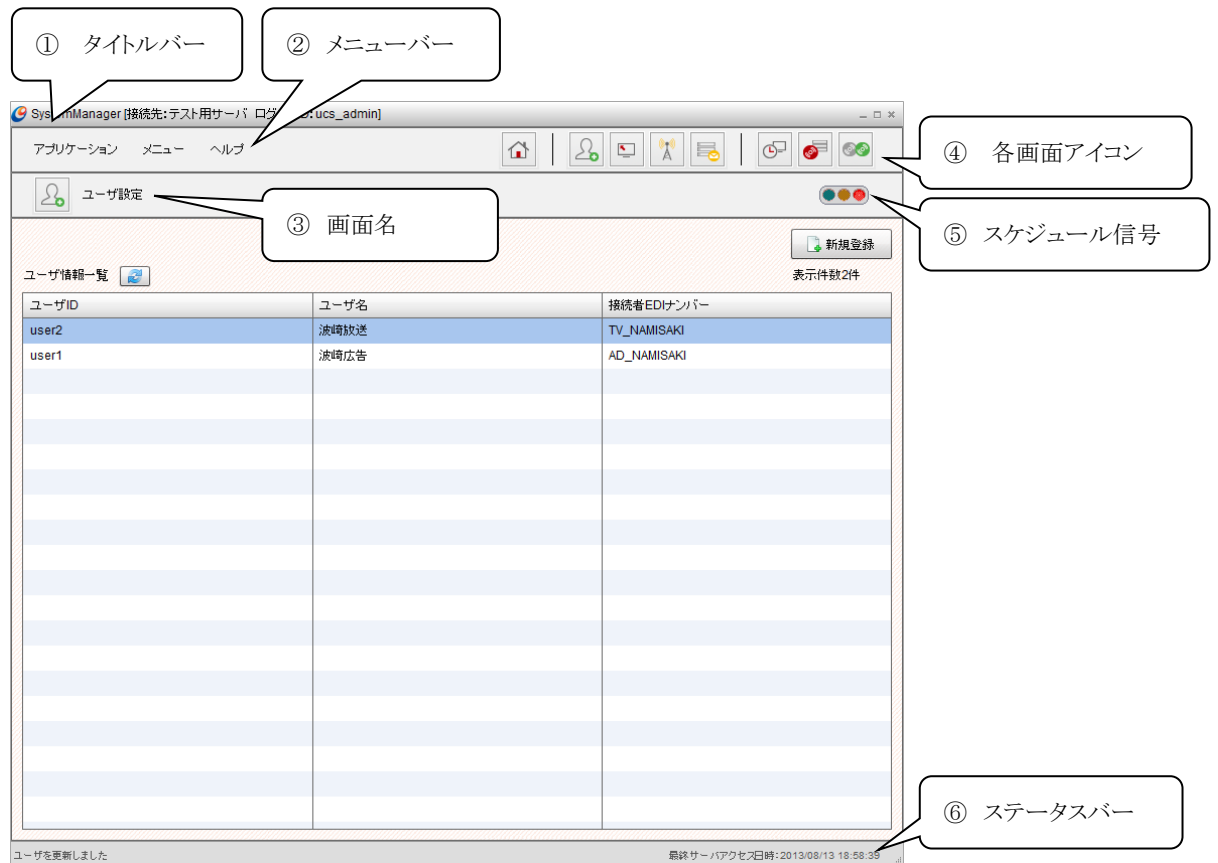 ① タイトルバー
② メニューバー
SystemManager [接続先:テスト用サーバ ログ D:ucs_admin]
アプリケーション メニュー ヘルプ
④ 各画面アイコン
ユーザ設定
③ 画面名
⑤ スケジュール信号
新規登録
ユーザ情報一覧
表示件数2件
ユーザID ユーザ名 接続者EDIナンバー
user2 波崎放送 TV_NAMISAKI
user1 波崎広告 AD_NAMISAKI
⑥ ステータスバー
ユーザを更新しました
最終サーバアクセス日時:2013/08/13 18:58:39